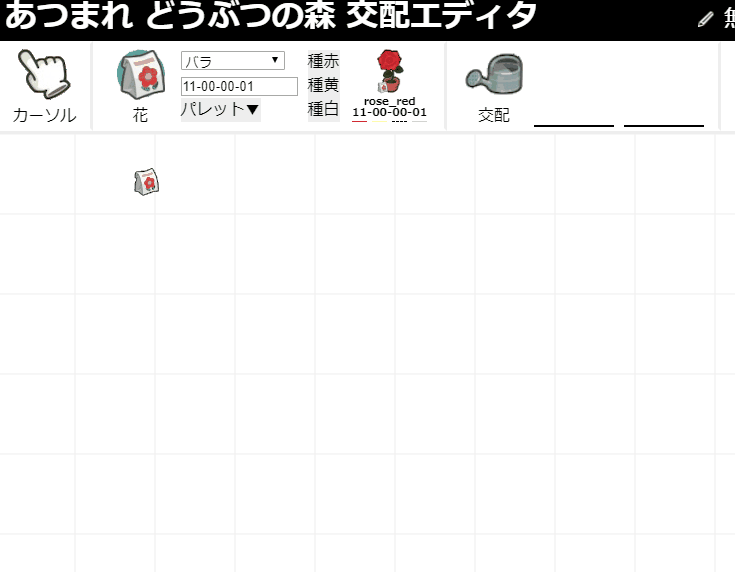 あつまれ どうぶつの森 交配エディタ
カーソル
花
バラ
11-00-00-01
パレット▼
種赤
種黄
種白
rose_red
11-00-00-01
交配